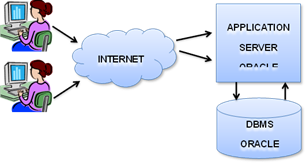 INTERNET
APPLICATION
SERVER
ORACLE
DBMS
ORACLE